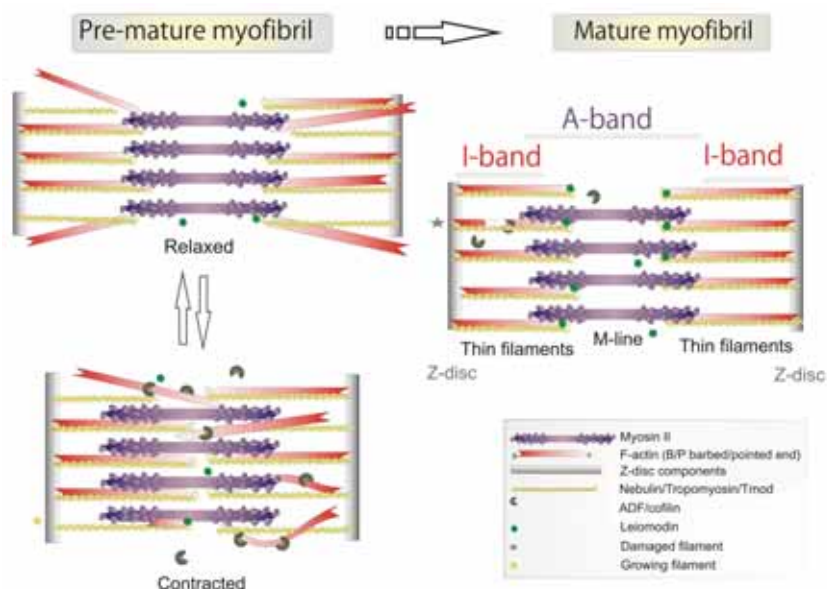 Pre-mature myofibril
Mature myofibril
A-band
I-band
I-band
Relaxed
Thin filaments
M-line
Thin filaments
Z-disc
Z-disc
Contracted
Myosin II
F-actin (B/P barbed/pointed end)
Z-disc components
Nebulin/Tropomyosin/Tmod
ADF/cofilin
Leiomodin
Damaged filament
Growing filament